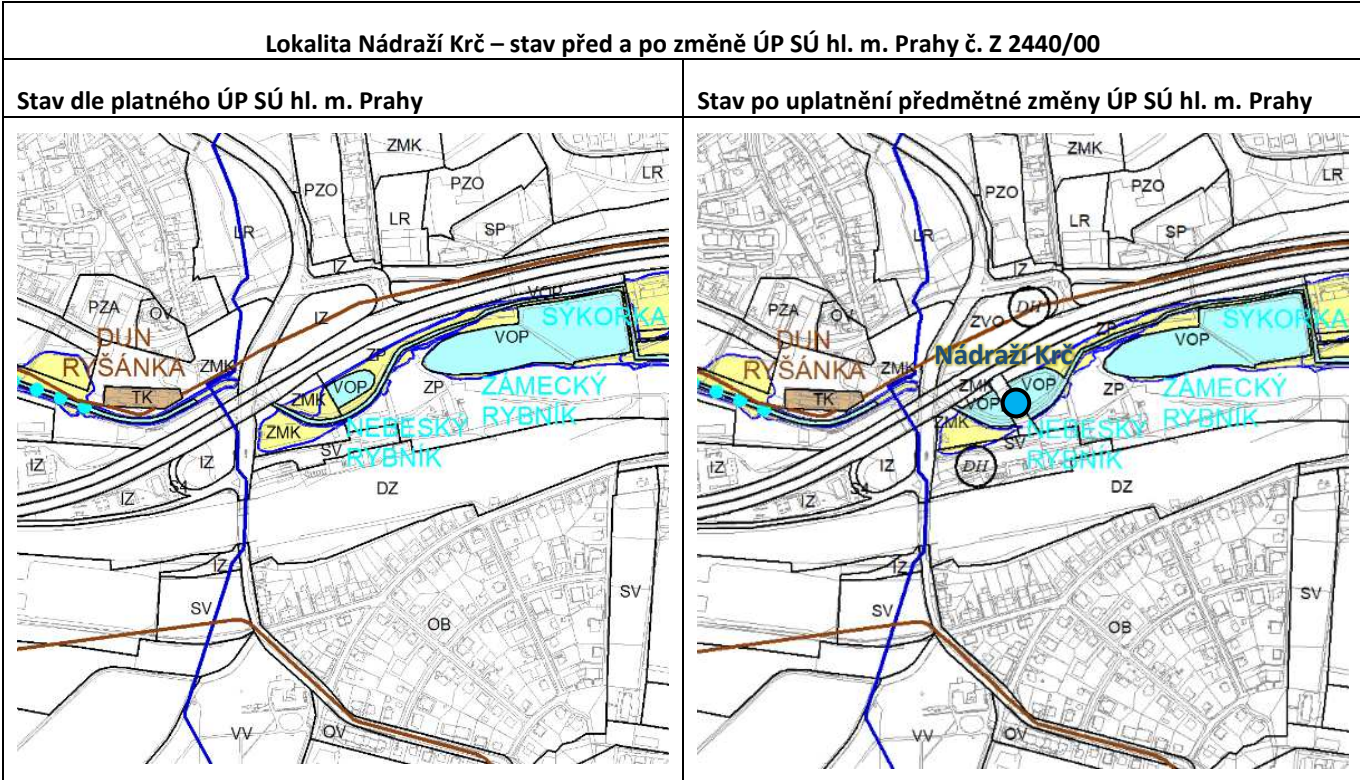 Lokalita Nádraží Krč – stav před a po změně ÚP SÚ hl. m. Prahy č. Z 2440/00
Stav dle platného ÚP SÚ hl. m. Prahy
Stav po uplatnění předmětné změny ÚP SÚ hl. m. Prahy
ZMK
PZO
PZO
LR
LR
LR
SP
IZ
VOP
PZA
OV
IZ
SÝKORKA
DUN
RYŠÁNKA
ZMK
ZP
VOP
TK
VOP
ZP
ZÁMECKÝ
RYBNÍK
ZMK
ZMK
NEBESKÝ
RYBNÍK
SV
IZ
IZ
DZ
IZ
IZ
SV
SV
OB
VV
OV
ZMK
PZO
PZO
LR
LR
LR
SP
IZ
DH
PZA
OV
ZVO
ZP
SÝKORKA
DUN
RYŠÁNKA
ZMK
Nádraží Krč
VOP
ZMK
VOP
ZP
TK
VOP
ZÁMECKÝ
RYBNÍK
ZMK
NEBESKÝ
RYBNÍK
SV
IZ
IZ
DH
DZ
IZ
IZ
SV
SV
OB
VV
OV